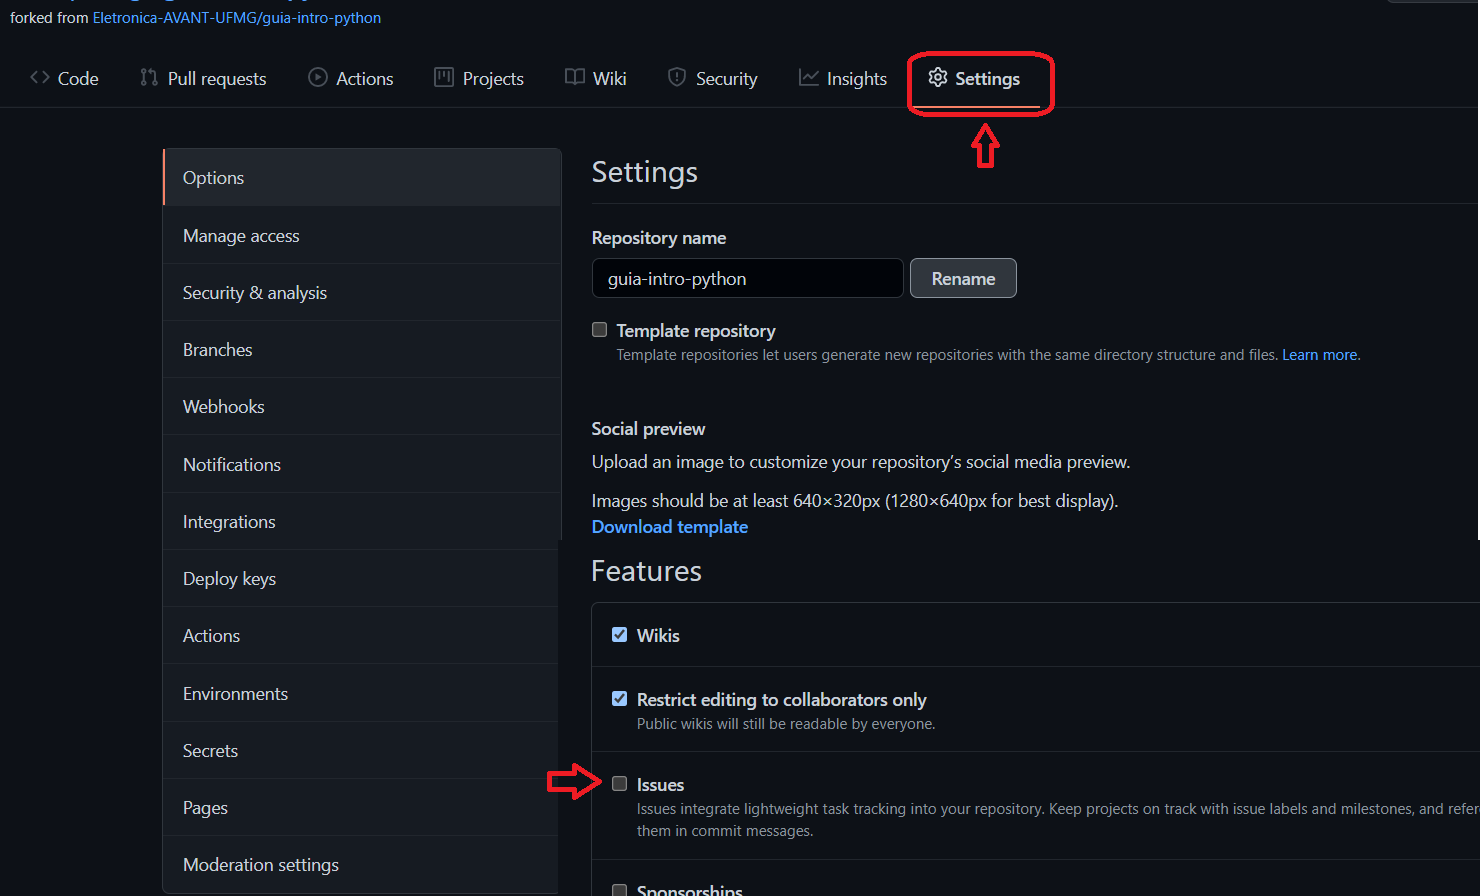 forked from Eletronica-AVANT-UFMG/guia-intro-python
Code
Pull requests
Actions
Projects
Wiki
Security
Insights
Settings
Options
Manage access
Security & analysis
Branches
Webhooks
Notifications
Integrations
Deploy keys
Actions
Environments
Secrets
Pages
Moderation settings
Settings
Repository name
guia-intro-python
Rename
Template repository
Template repositories let users generate new repositories with the same directory structure and files. Learn more.
Social preview
Upload an image to customize your repository’s social media preview.
Images should be at least 640×320px (1280×640px for best display).
Download template
Features
Wikis
Restrict editing to collaborators only
Public wikis will still be readable by everyone.
Issues
Issues integrate lightweight task tracking into your repository. Keep projects on track with issue labels and milestones, and refere
them in commit messages.
Sponsorships